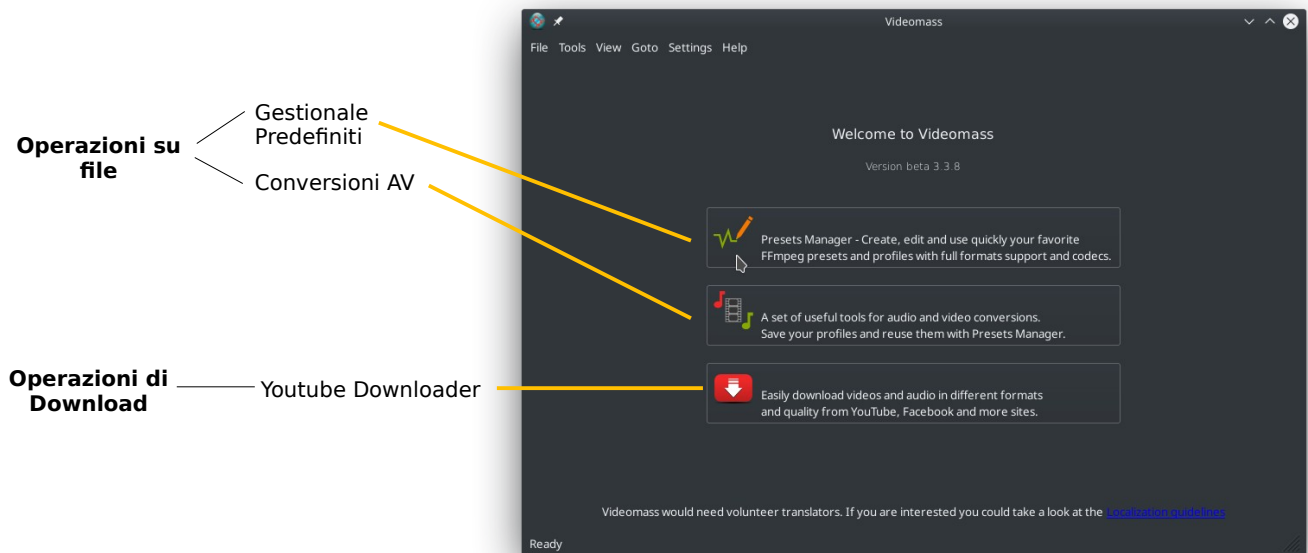 Videomass
File Tools View Goto Settings Help
Operazioni su
file
Gestionale
Predefiniti
Conversioni AV
Operazioni di
Download
Youtube Downloader
Welcome to Videomass
Version beta 3.3.8
Presets Manager - Create, edit and use quickly your favorite
FFmpeg presets and profiles with full formats support and codecs.
A set of useful tools for audio and video conversions.
Save your profiles and reuse them with Presets Manager.
Easily download videos and audio in different formats
and quality from YouTube, Facebook and more sites.
Videomass would need volunteer translators. If you are interested you could take a look at the Localization guidelines
Ready